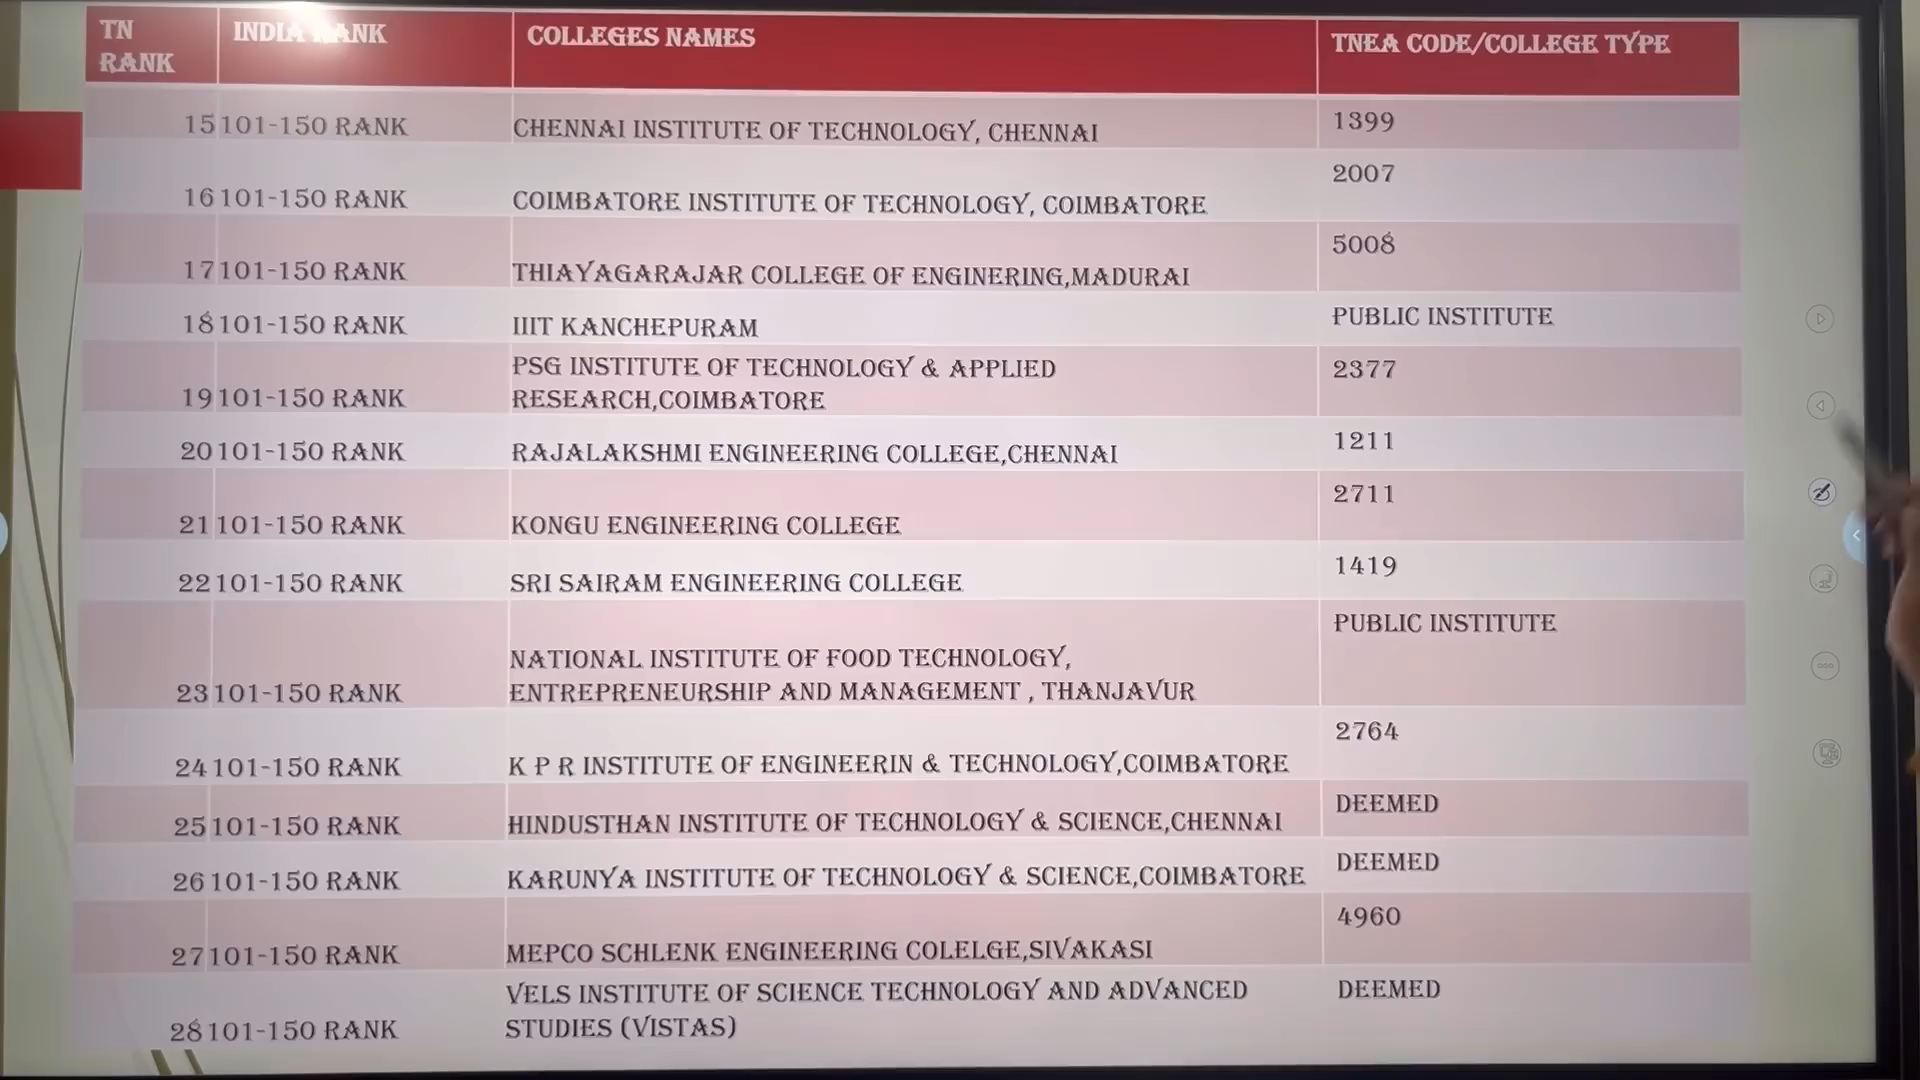 TN RANK INDIA RANK COLLEGES NAMES TNEA CODE/COLLEGE TYPE
15 101-150 RANK CHENNAI INSTITUTE OF TECHNOLOGY, CHENNAI 1399
16 101-150 RANK COIMBATORE INSTITUTE OF TECHNOLOGY, COIMBATORE 2007
17 101-150 RANK THIAYAGARAJAR COLLEGE OF ENGINERING,MADURAI 5008
18 101-150 RANK IIIT KANCHEPURAM PUBLIC INSTITUTE
19 101-150 RANK PSG INSTITUTE OF TECHNOLOGY & APPLIED RESEARCH,COIMBATORE 2377
20 101-150 RANK RAJALAKSHMI ENGINEERING COLLEGE,CHENNAI 1211
21 101-150 RANK KONGU ENGINEERING COLLEGE 2711
22 101-150 RANK SRI SAIRAM ENGINEERING COLLEGE 1419
23 101-150 RANK NATIONAL INSTITUTE OF FOOD TECHNOLOGY, ENTREPRENEURSHIP AND MANAGEMENT , THANJAVUR PUBLIC INSTITUTE
24 101-150 RANK K P R INSTITUTE OF ENGINEERIN & TECHNOLOGY,COIMBATORE 2764
25 101-150 RANK HINDUSTHAN INSTITUTE OF TECHNOLOGY & SCIENCE,CHENNAI DEEMED
26 101-150 RANK KARUNYA INSTITUTE OF TECHNOLOGY & SCIENCE,COIMBATORE DEEMED
27 101-150 RANK MEPCO SCHLENK ENGINEERING COLELGE,SIVAKASI 4960
28 101-150 RANK VELS INSTITUTE OF SCIENCE TECHNOLOGY AND ADVANCED STUDIES (VISTAS) DEEMED